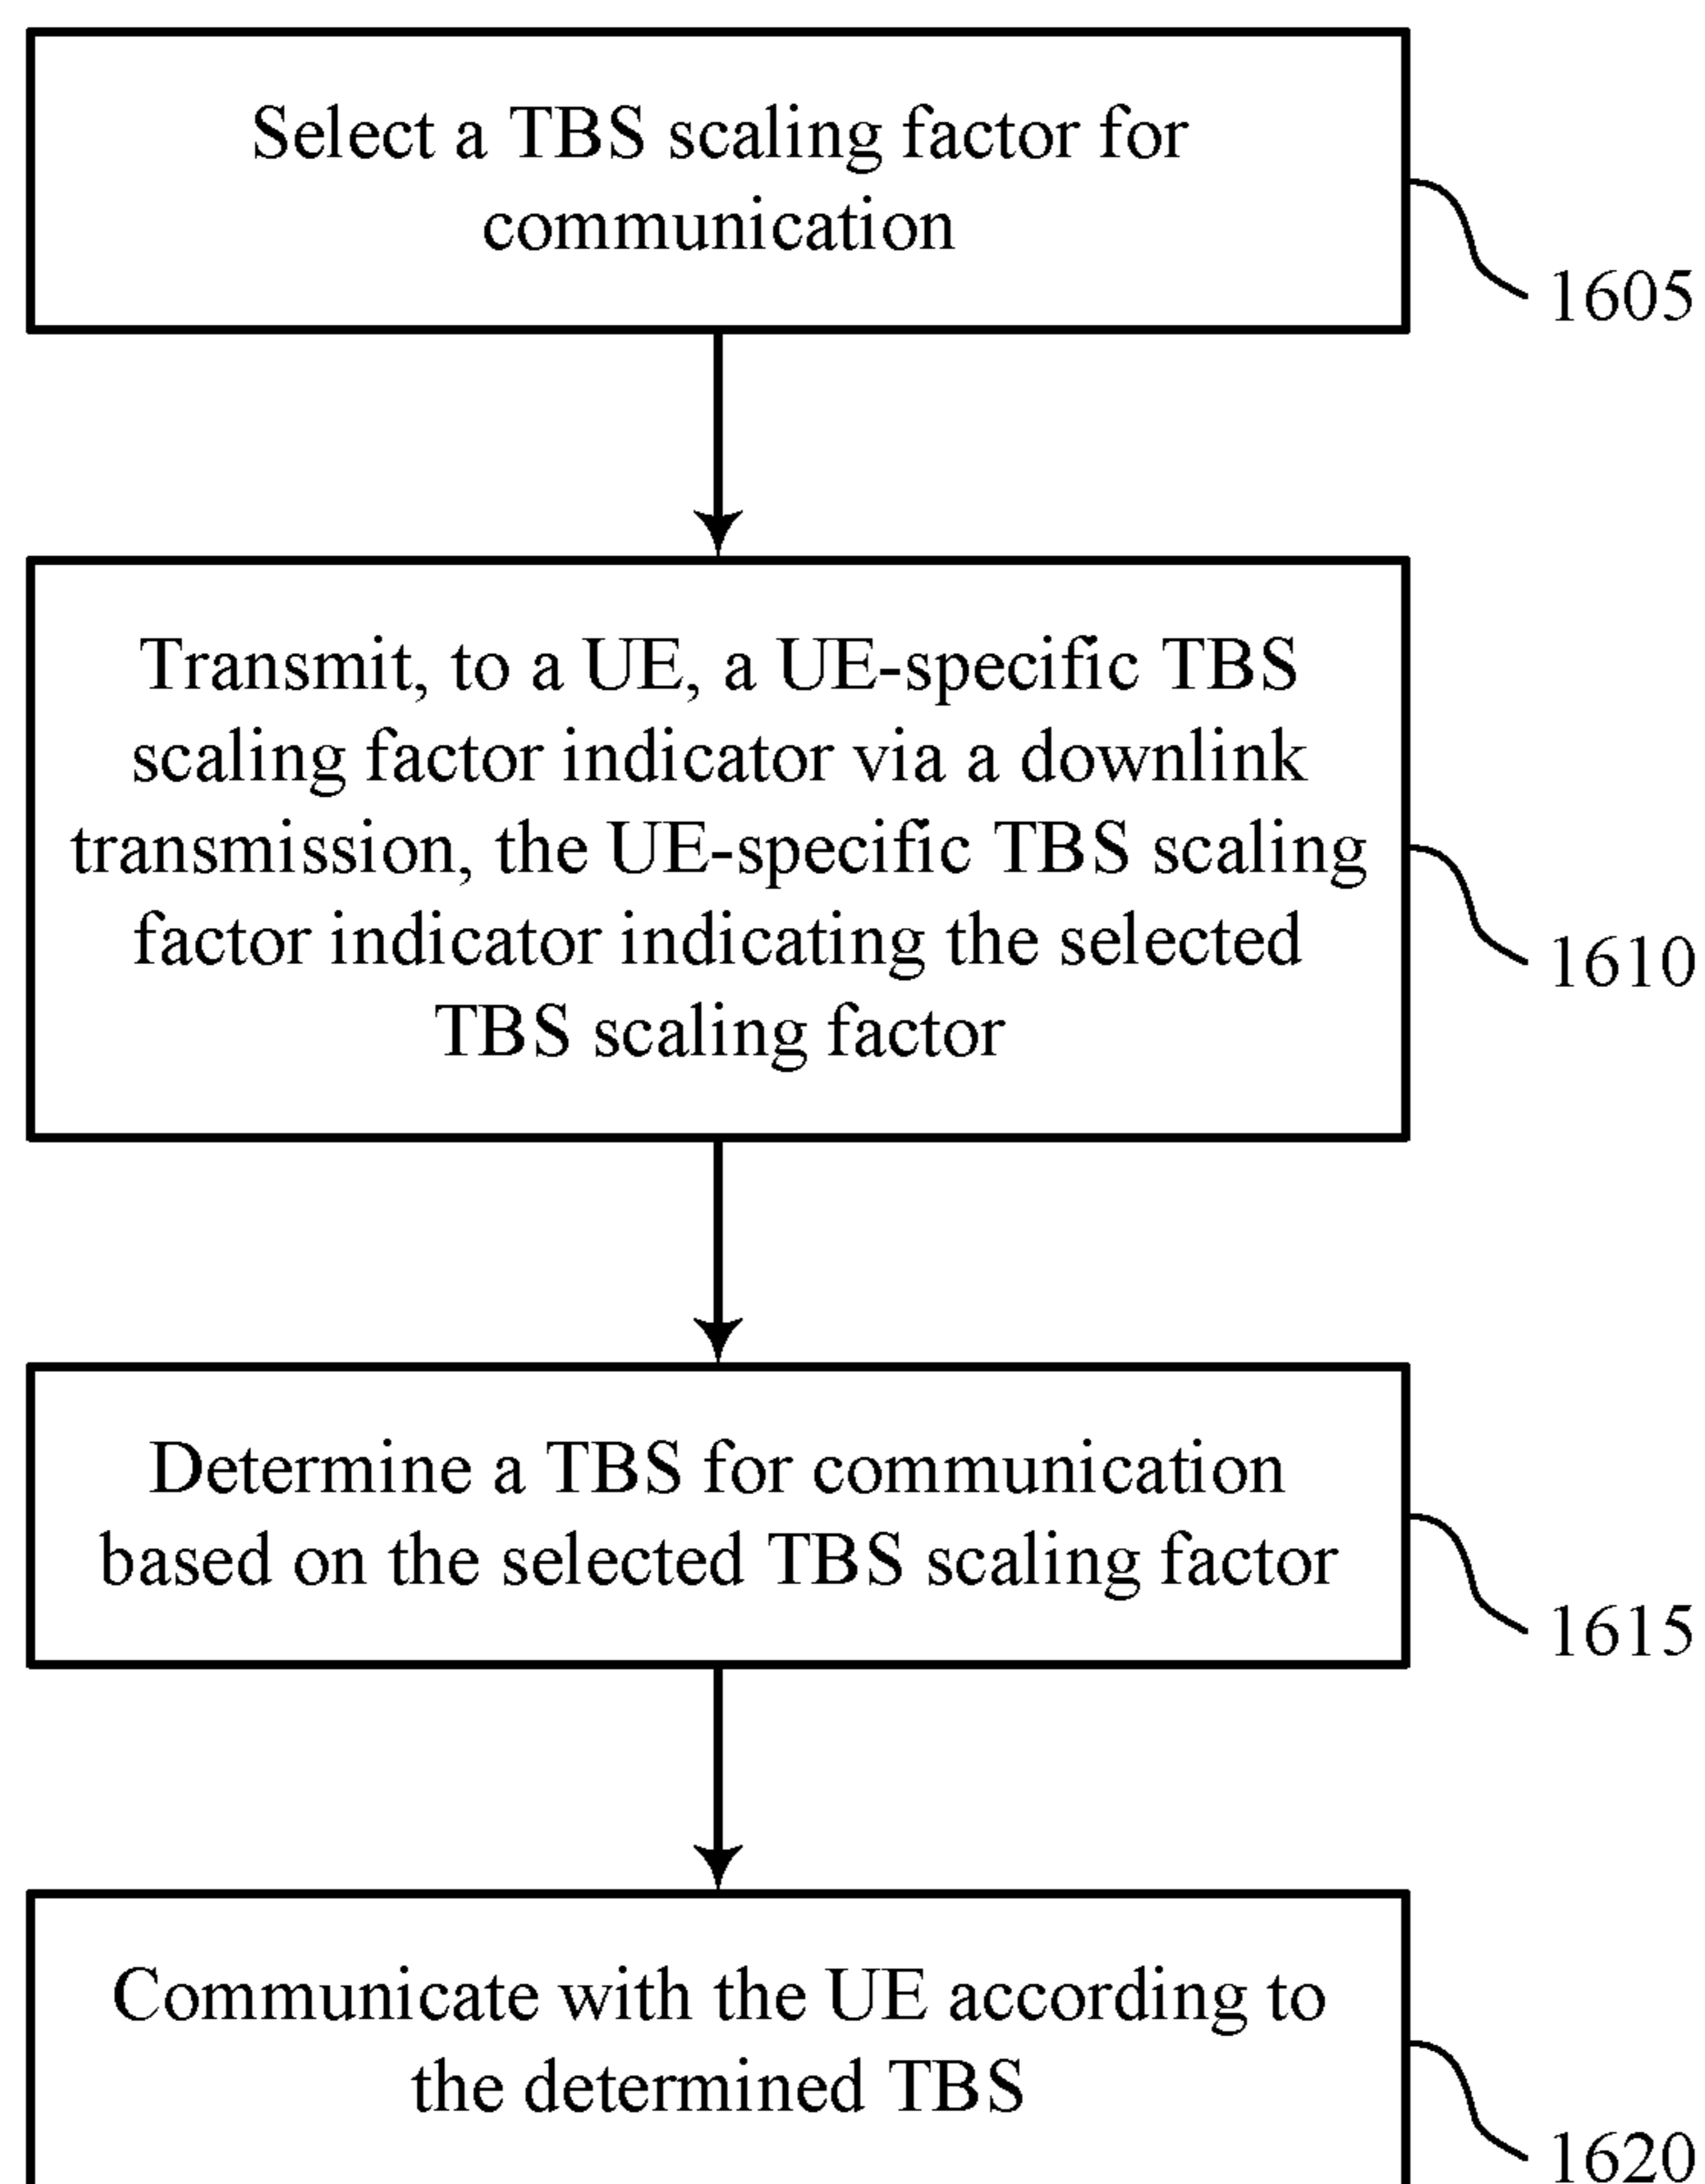 Select a TBS scaling factor for
communication
1605
Transmit, to a UE, a UE-specific TBS
scaling factor indicator via a downlink
transmission, the UE-specific TBS scaling
factor indicator indicating the selected
TBS scaling factor
1610
Determine a TBS for communication
based on the selected TBS scaling factor
1615
Communicate with the UE according to
the determined TBS
1620